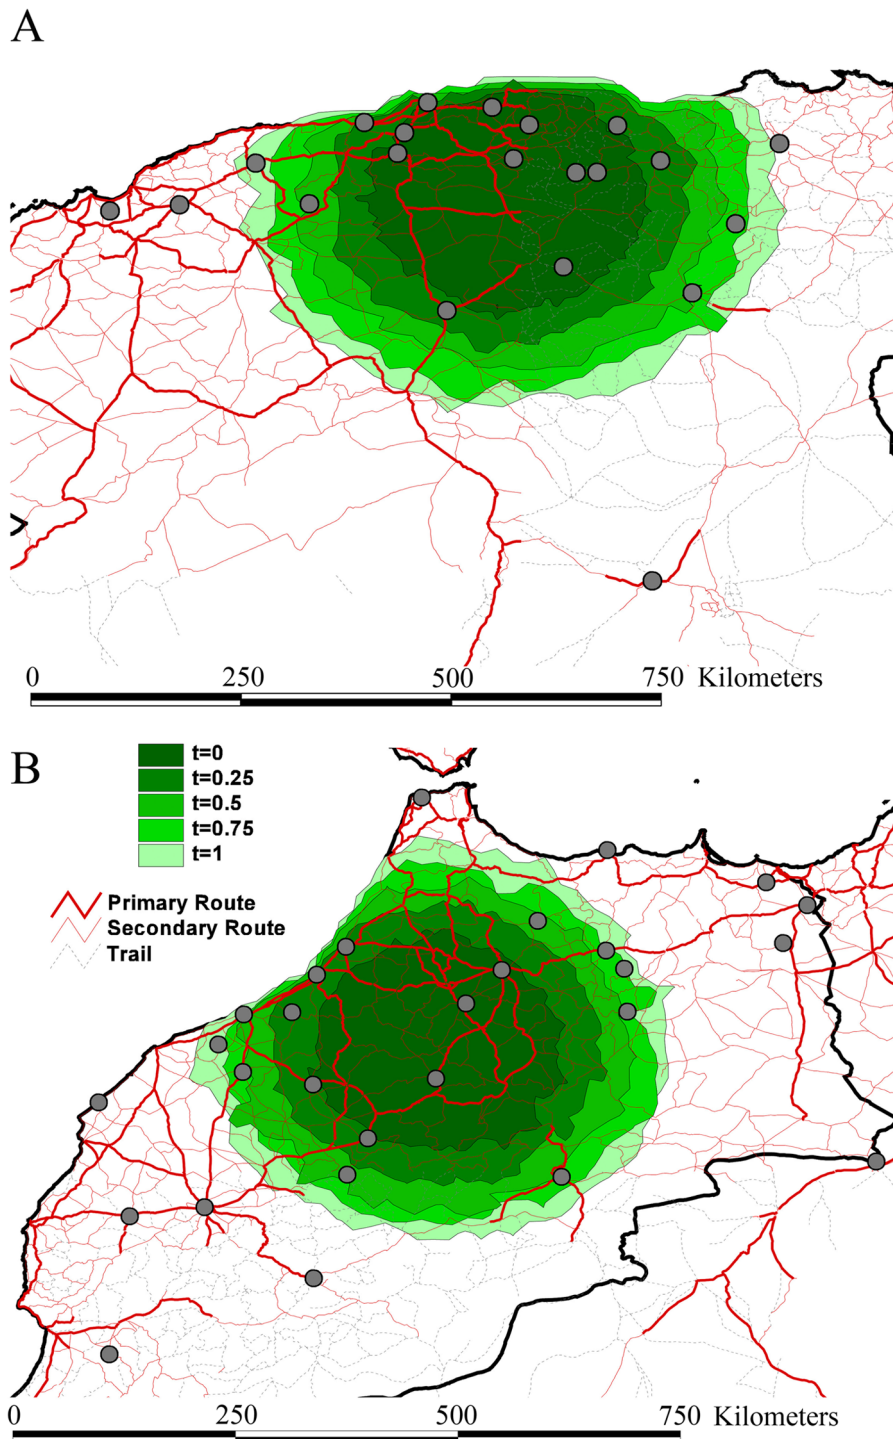 A
0 250 500 750 Kilometers
B
t=0
t=0.25
t=0.5
t=0.75
t=1
Primary Route
Secondary Route
Trail
0 250 500 750 Kilometers